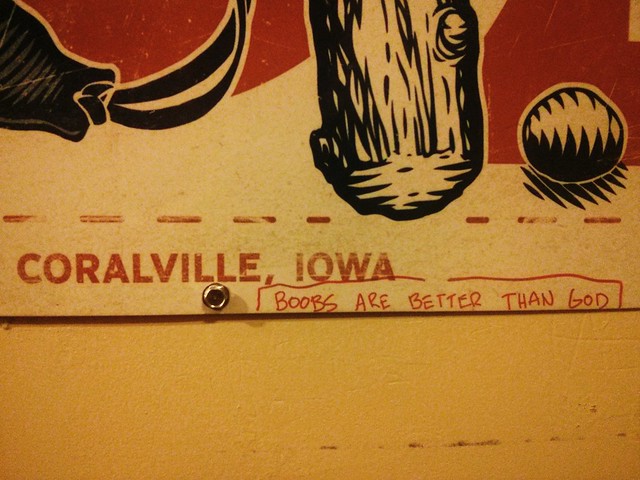 CORALVILLE, IOWA
BOOBS ARE BETTER THAN GOD